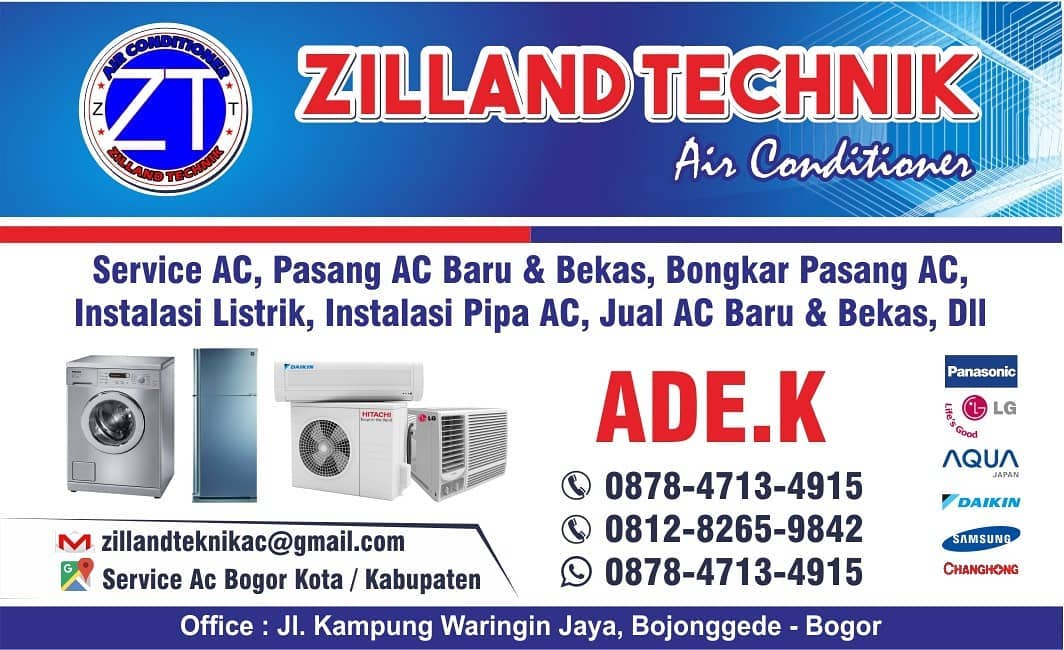 AIR CONDITIONER
Z ZT T
ZILLAND TECHNIK
ZILLAND TECHNIK
Air Conditioner
Service AC, Pasang AC Baru & Bekas, Bongkar Pasang AC,
Instalasi Listrik, Instalasi Pipa AC, Jual AC Baru & Bekas, Dll
DAIKIN
HITACHI
LG
ADE.K
0878-4713-4915
0812-8265-9842
0878-4713-4915
Panasonic
LG
Life's Good
AQUA
JAPAN
DAIKIN
SAMSUNG
CHANGHONG
zillandteknikac@gmail.com
Service Ac Bogor Kota / Kabupaten
Office : Jl. Kampung Waringin Jaya, Bojonggede - Bogor